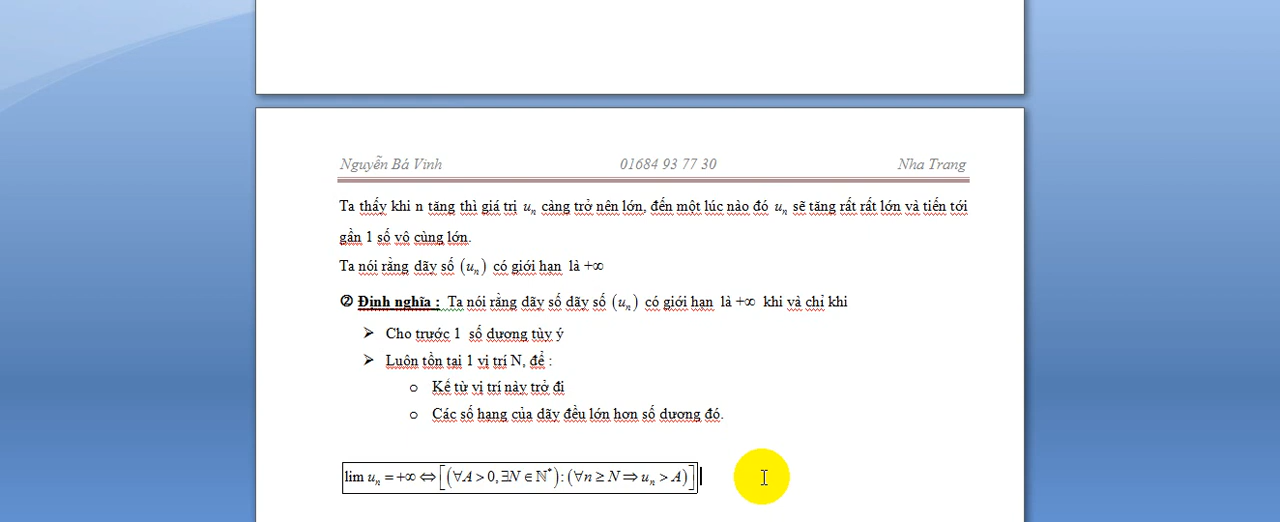 Nguyễn Bá Vinh 01684 93 77 30 Nha Trang
Ta thấy khi n tăng thì giá trị uₙ càng trở nên lớn, đến một lúc nào đó uₙ sẽ tăng rất rất lớn và tiến tới
gần 1 số vô cùng lớn.
Ta nói rằng dãy số (uₙ) có giới hạn là +∞
② Định nghĩa : Ta nói rằng dãy số dãy số (uₙ) có giới hạn là +∞ khi và chỉ khi
➢ Cho trước 1 số dương tùy ý
➢ Luôn tồn tại 1 vị trí N, để :
o Kể từ vị trí này trở đi
o Các số hạng của dãy đều lớn hơn số dương đó.
lim uₙ = +∞ ⇔ [(∀A > 0, ∃N ∈ ℕ*) : (∀n ≥ N ⇒ uₙ > A)]